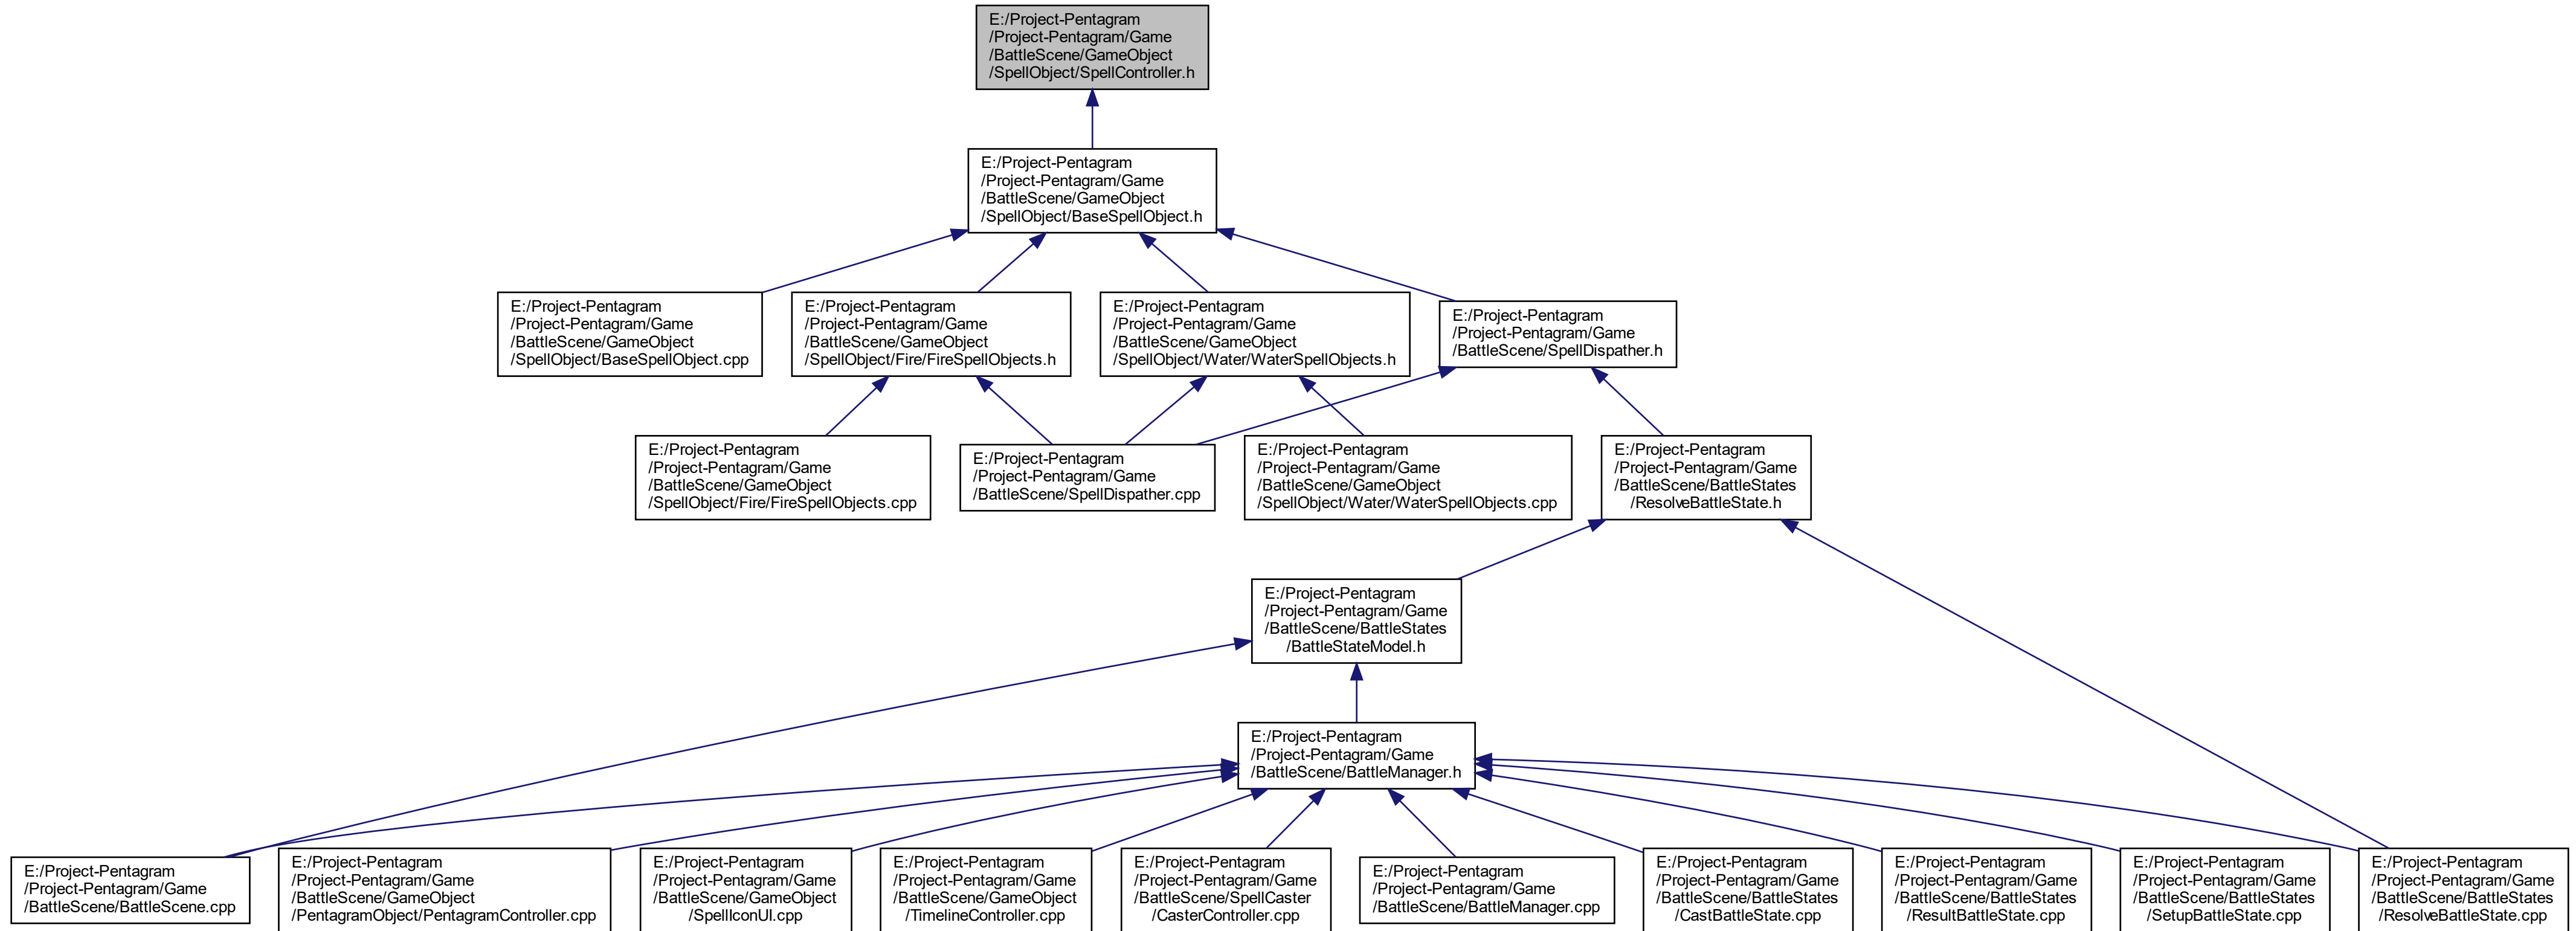 E:/Project-Pentagram
/Project-Pentagram/Game
/BattleScene/GameObject
/SpellObject/SpellController.h
E:/Project-Pentagram
/Project-Pentagram/Game
/BattleScene/GameObject
/SpellObject/BaseSpellObject.h
E:/Project-Pentagram
/Project-Pentagram/Game
/BattleScene/GameObject
/SpellObject/BaseSpellObject.cpp
E:/Project-Pentagram
/Project-Pentagram/Game
/BattleScene/GameObject
/SpellObject/Fire/FireSpellObjects.h
E:/Project-Pentagram
/Project-Pentagram/Game
/BattleScene/GameObject
/SpellObject/Water/WaterSpellObjects.h
E:/Project-Pentagram
/Project-Pentagram/Game
/BattleScene/SpellDispather.h
E:/Project-Pentagram
/Project-Pentagram/Game
/BattleScene/GameObject
/SpellObject/Fire/FireSpellObjects.cpp
E:/Project-Pentagram
/Project-Pentagram/Game
/BattleScene/SpellDispather.cpp
E:/Project-Pentagram
/Project-Pentagram/Game
/BattleScene/GameObject
/SpellObject/Water/WaterSpellObjects.cpp
E:/Project-Pentagram
/Project-Pentagram/Game
/BattleScene/BattleStates
/ResolveBattleState.h
E:/Project-Pentagram
/Project-Pentagram/Game
/BattleScene/BattleStates
/BattleStateModel.h
E:/Project-Pentagram
/Project-Pentagram/Game
/BattleScene/BattleManager.h
E:/Project-Pentagram
/Project-Pentagram/Game
/BattleScene/BattleScene.cpp
E:/Project-Pentagram
/Project-Pentagram/Game
/BattleScene/GameObject
/PentagramObject/PentagramController.cpp
E:/Project-Pentagram
/Project-Pentagram/Game
/BattleScene/GameObject
/SpellIconUI.cpp
E:/Project-Pentagram
/Project-Pentagram/Game
/BattleScene/GameObject
/TimelineController.cpp
E:/Project-Pentagram
/Project-Pentagram/Game
/BattleScene/SpellCaster
/CasterController.cpp
E:/Project-Pentagram
/Project-Pentagram/Game
/BattleScene/BattleManager.cpp
E:/Project-Pentagram
/Project-Pentagram/Game
/BattleScene/BattleStates
/CastBattleState.cpp
E:/Project-Pentagram
/Project-Pentagram/Game
/BattleScene/BattleStates
/ResultBattleState.cpp
E:/Project-Pentagram
/Project-Pentagram/Game
/BattleScene/BattleStates
/SetupBattleState.cpp
E:/Project-Pentagram
/Project-Pentagram/Game
/BattleScene/BattleStates
/ResolveBattleState.cpp